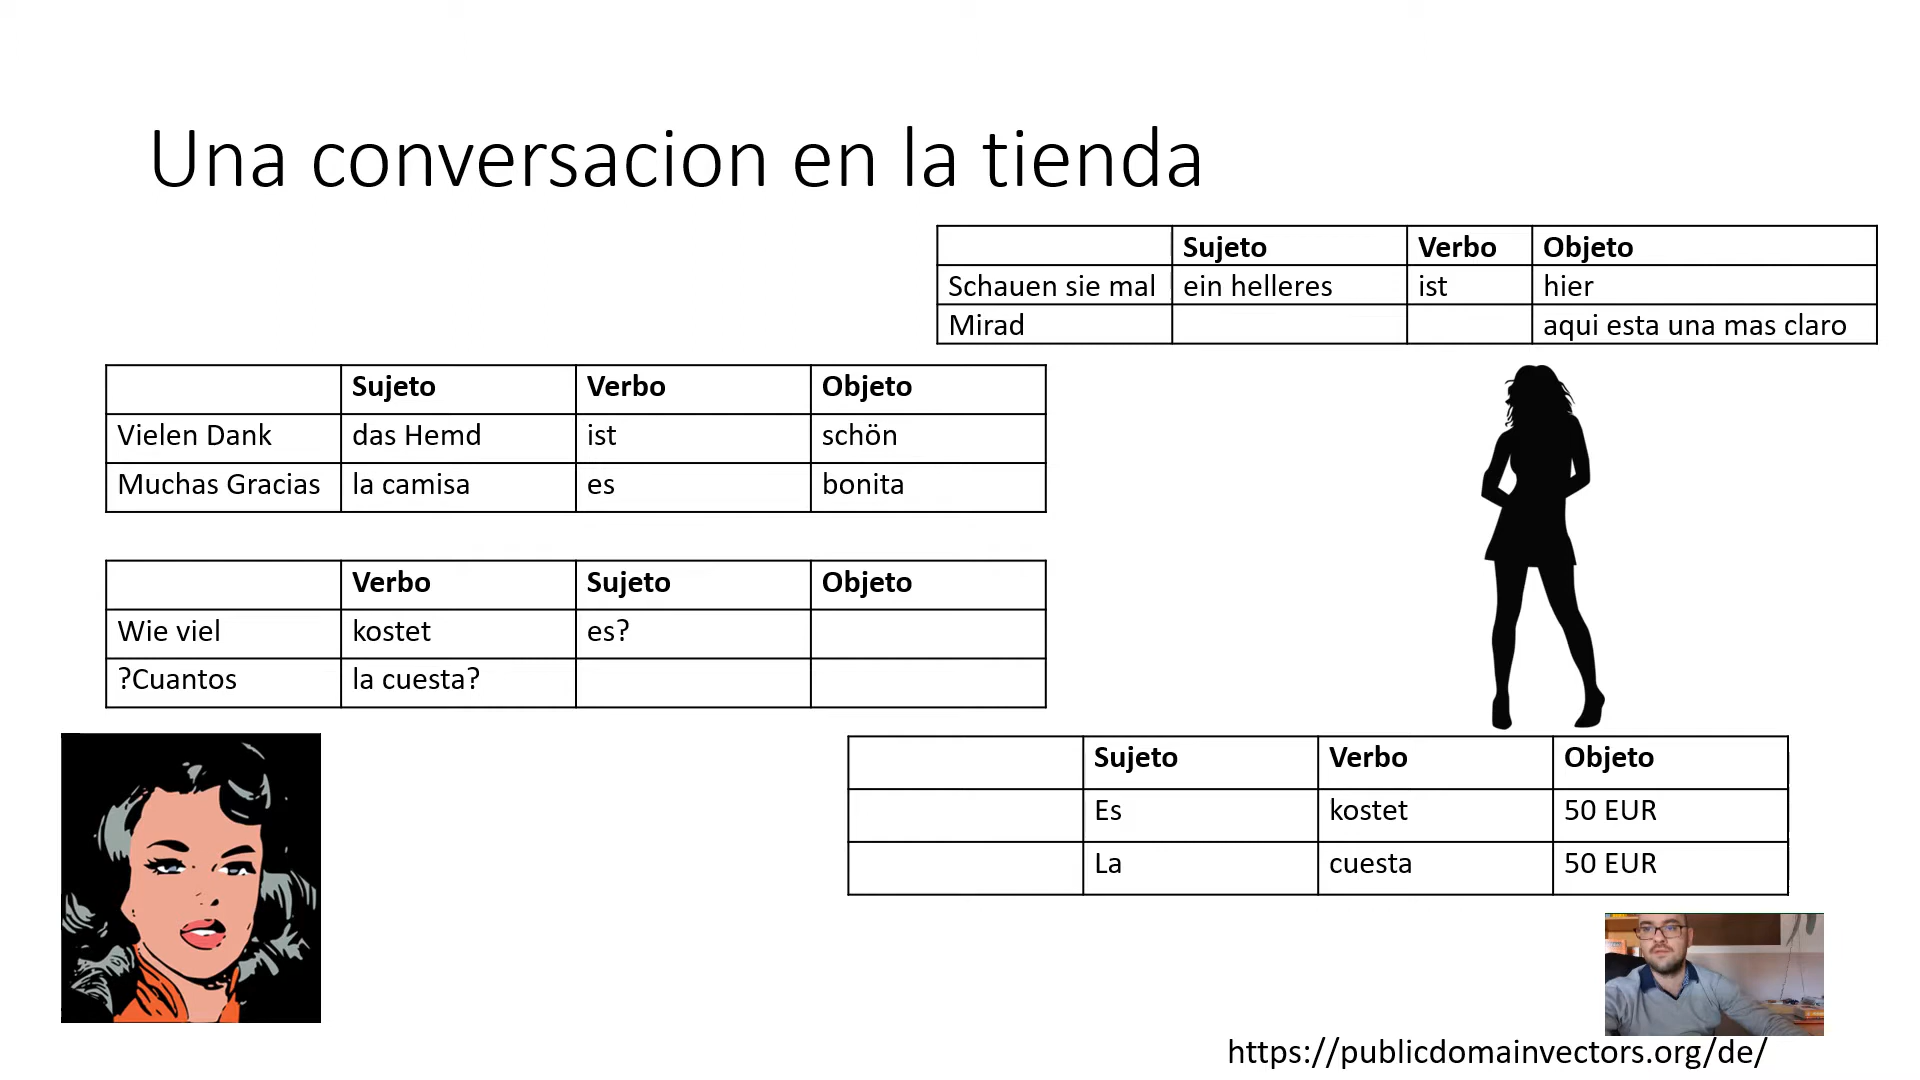 Una conversacion en la tienda
Sujeto Verbo Objeto
Schauen sie mal ein helleres ist hier
Mirad aqui esta una mas claro
Sujeto Verbo Objeto
Vielen Dank das Hemd ist schön
Muchas Gracias la camisa es bonita
Verbo Sujeto Objeto
Wie viel kostet es?
?Cuantos la cuesta?
Sujeto Verbo Objeto
Es kostet 50 EUR
La cuesta 50 EUR
https://publicdomainvectors.org/de/